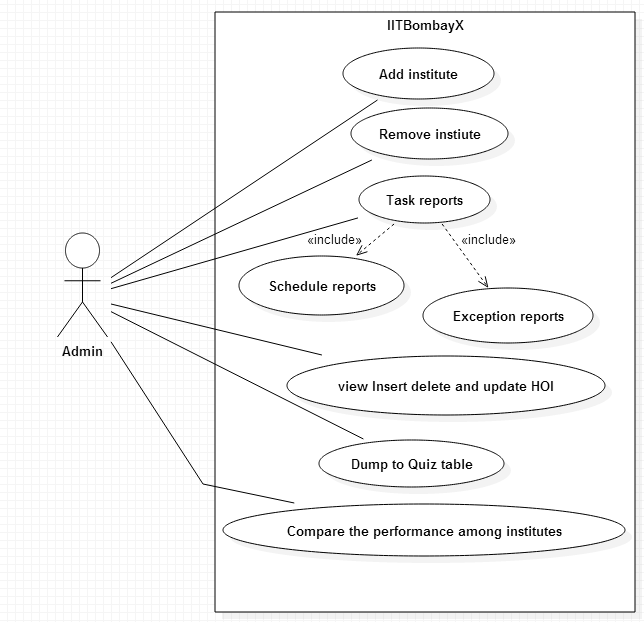 IITBombayX
Add institute
Remove instiute
Task reports
«include»
«include»
Schedule reports
Exception reports
Admin
view Insert delete and update HOI
Dump to Quiz table
Compare the performance among institutes